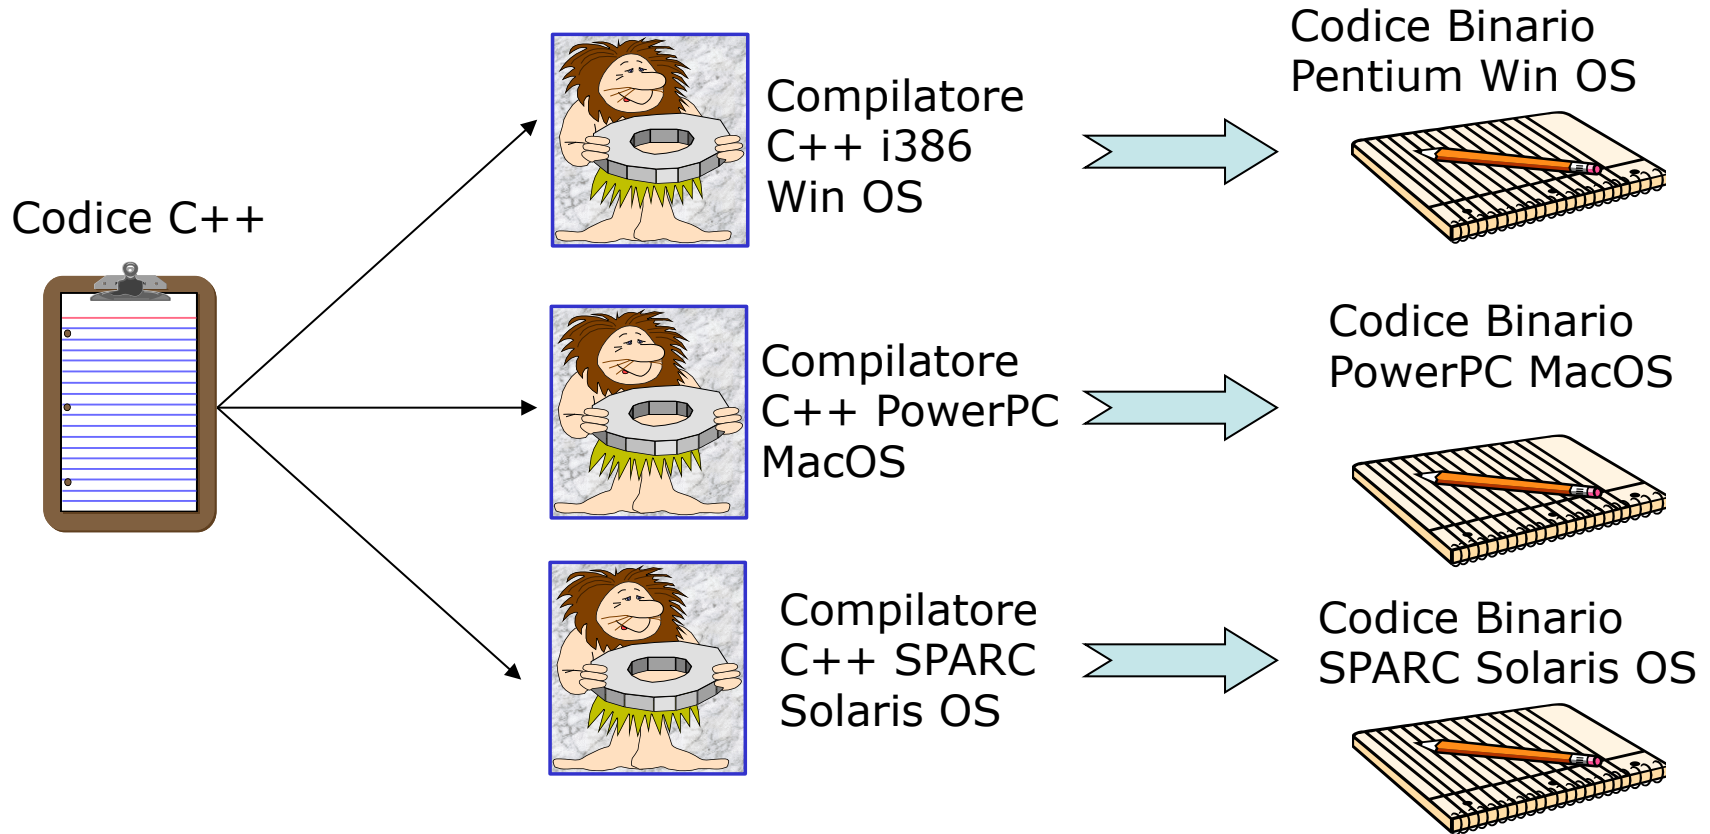 Codice C++
Compilatore
C++ i386
Win OS
Codice Binario
Pentium Win OS
Compilatore
C++ PowerPC
MacOS
Codice Binario
PowerPC MacOS
Compilatore
C++ SPARC
Solaris OS
Codice Binario
SPARC Solaris OS